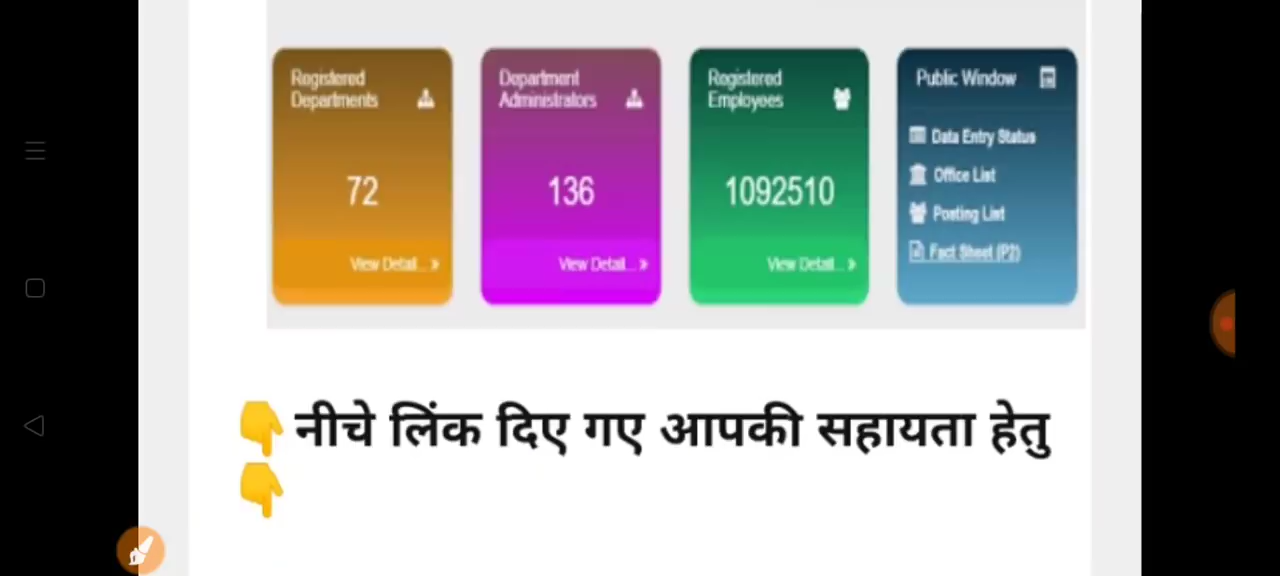 Registered
Departments
72
View Detail... »
Department
Administrators
136
View Detail... »
Registered
Employees
1092510
View Detail... »
Public Window
Data Entry Status
Office List
Posting List
Fact Sheet (P2)
👇नीचे लिंक दिए गए आपकी सहायता हेतु
👇